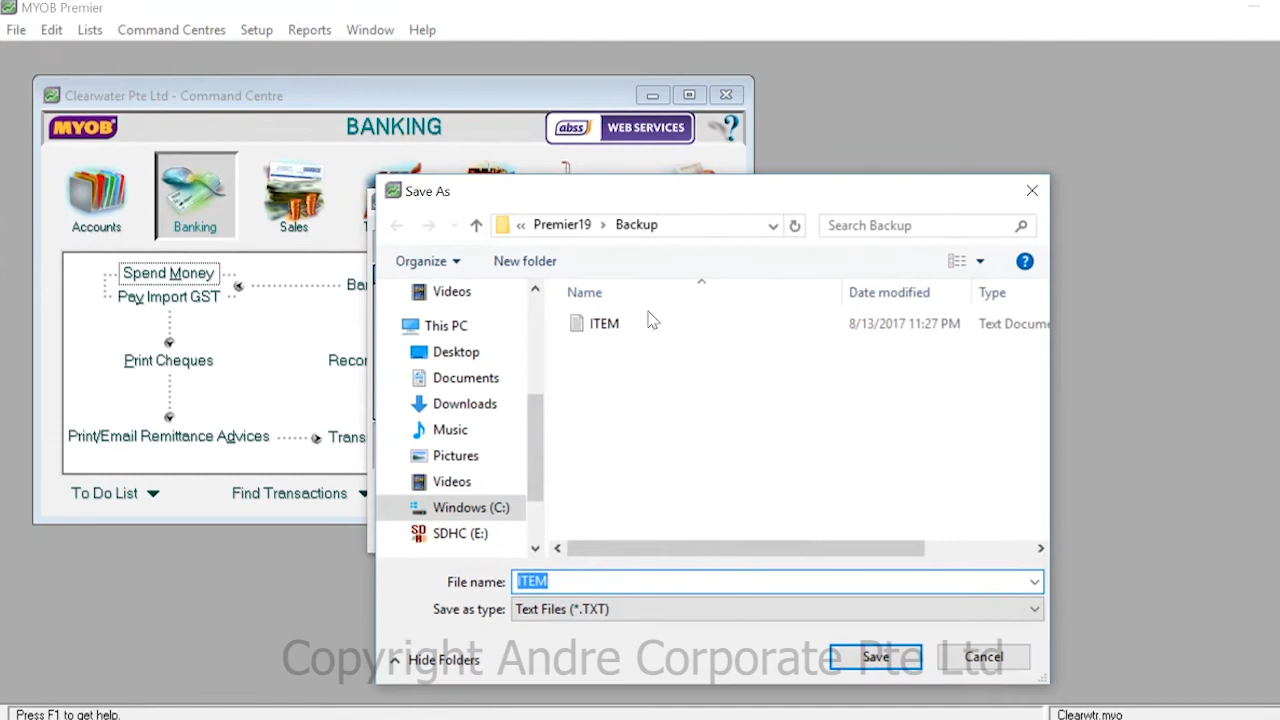 MYOB Premier
File Edit Lists Command Centres Setup Reports Window Help
Clearwater Pte Ltd - Command Centre
MYOB BANKING abss WEB SERVICES
Accounts Banking Sales
Spend Money
Pay Import GST
Print Cheques
Print/Email Remittance Advices
To Do List Find Transactions
Save As
« Premier19 › Backup Search Backup
Organize New folder
Name Date modified Type
ITEM 8/13/2017 11:27 PM Text Docume
Videos
This PC
Desktop
Documents
Downloads
Music
Pictures
Videos
Windows (C:)
SDHC (E:)
File name: ITEM
Save as type: Text Files (*.TXT)
Hide Folders Save Cancel
Copyright Andre Corporate Pte Ltd
Press F1 to get help. Clearwtr.myo